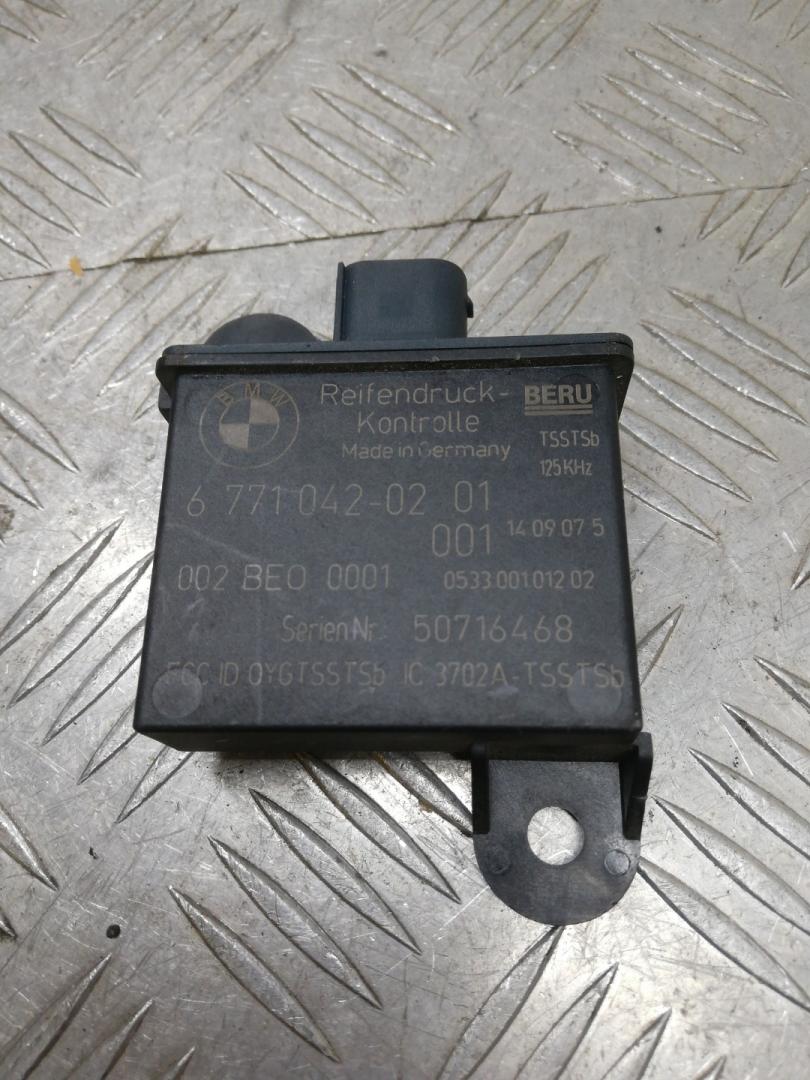 BMW
Reifendruck-
Kontrolle
Made in Germany
BERU
TSSTSb
125KHz
6 771 042-02 01
001 14 09 07 5
002 BEO 0001 0533 001 012 02
Serien Nr. 50716468
FCC ID OYGTSSTSb IC 3702A-TSSTSb